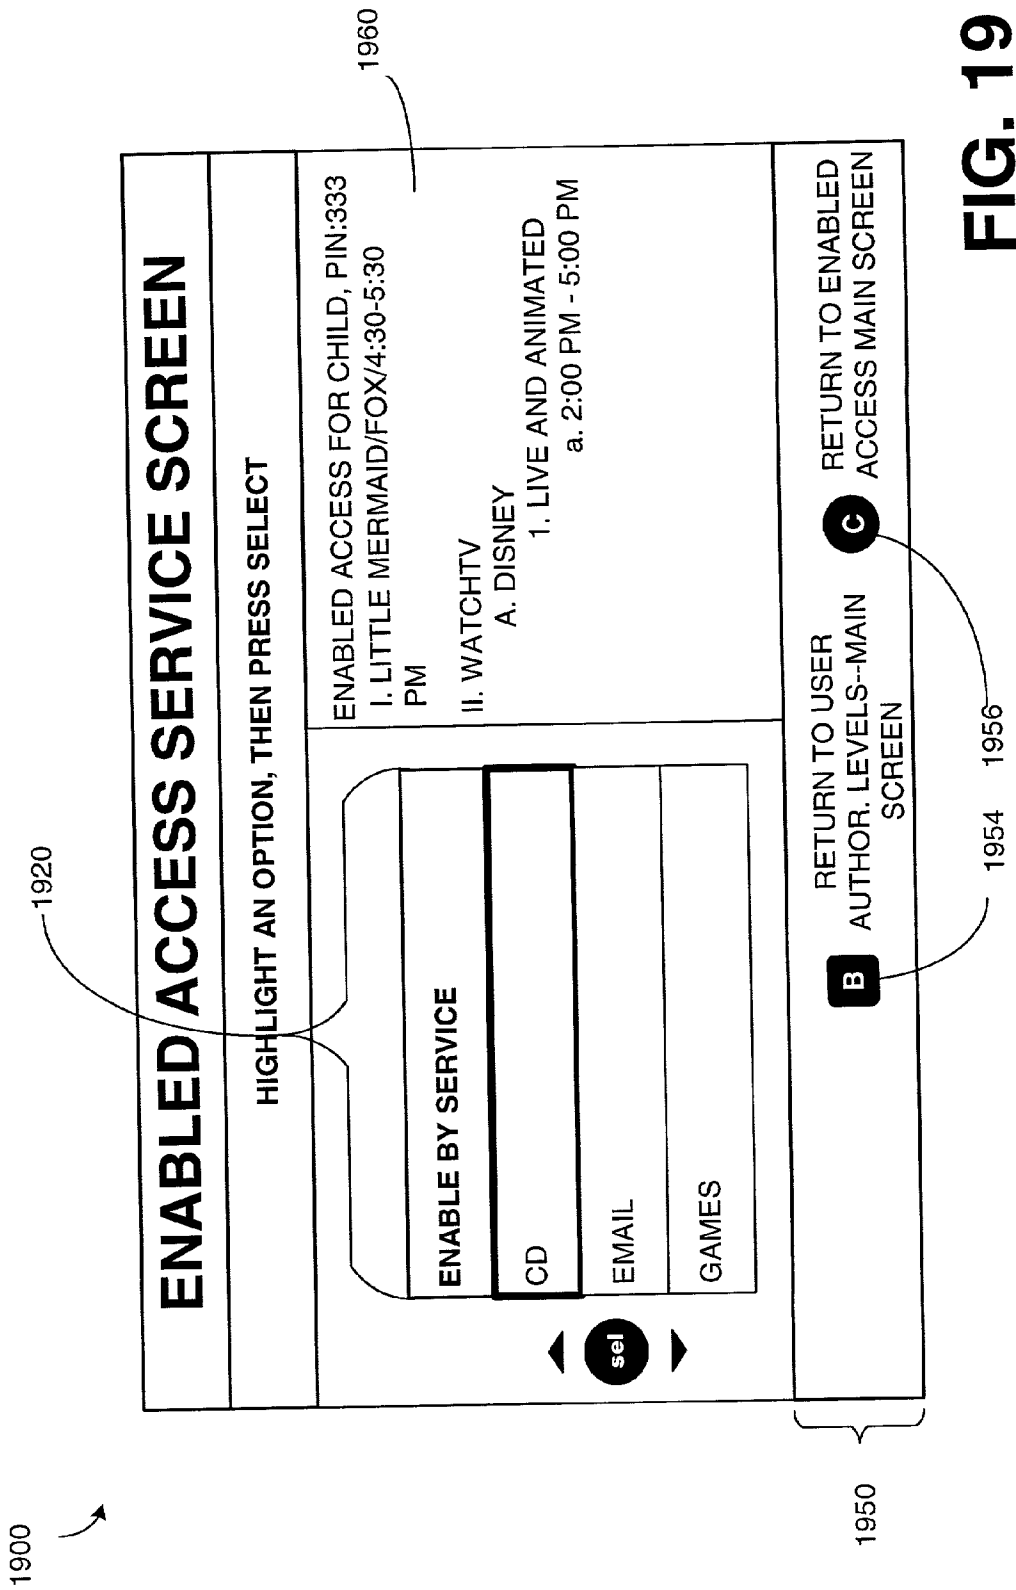 1900
ENABLED ACCESS SERVICE SCREEN
HIGHLIGHT AN OPTION, THEN PRESS SELECT
1920
ENABLE BY SERVICE
CD
EMAIL
GAMES
sel
ENABLED ACCESS FOR CHILD, PIN:333
I. LITTLE MERMAID/FOX/4:30-5:30
PM
II. WATCHTV
A. DISNEY
1. LIVE AND ANIMATED
a. 2:00 PM - 5:00 PM
1960
B
RETURN TO USER
AUTHOR. LEVELS--MAIN
SCREEN
C
RETURN TO ENABLED
ACCESS MAIN SCREEN
1950
1954
1956
FIG. 19